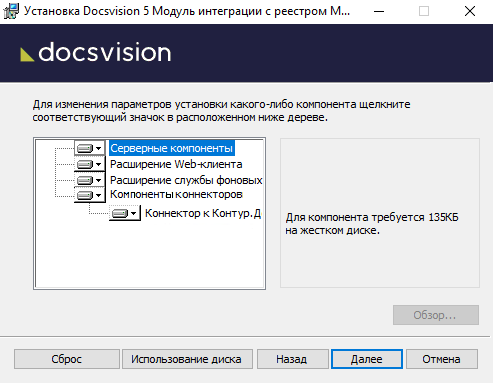 Установка Docsvision 5 Модуль интеграции с реестром М...
docsvision
Для изменения параметров установки какого-либо компонента щелкните
соответствующий значок в расположенном ниже дереве.
Серверные компоненты
Расширение Web-клиента
Расширение службы фоновых
Компоненты коннекторов
Коннектор к Контур.Д
Для компонента требуется 135КБ
на жестком диске.
Обзор...
Сброс Использование диска Назад Далее Отмена